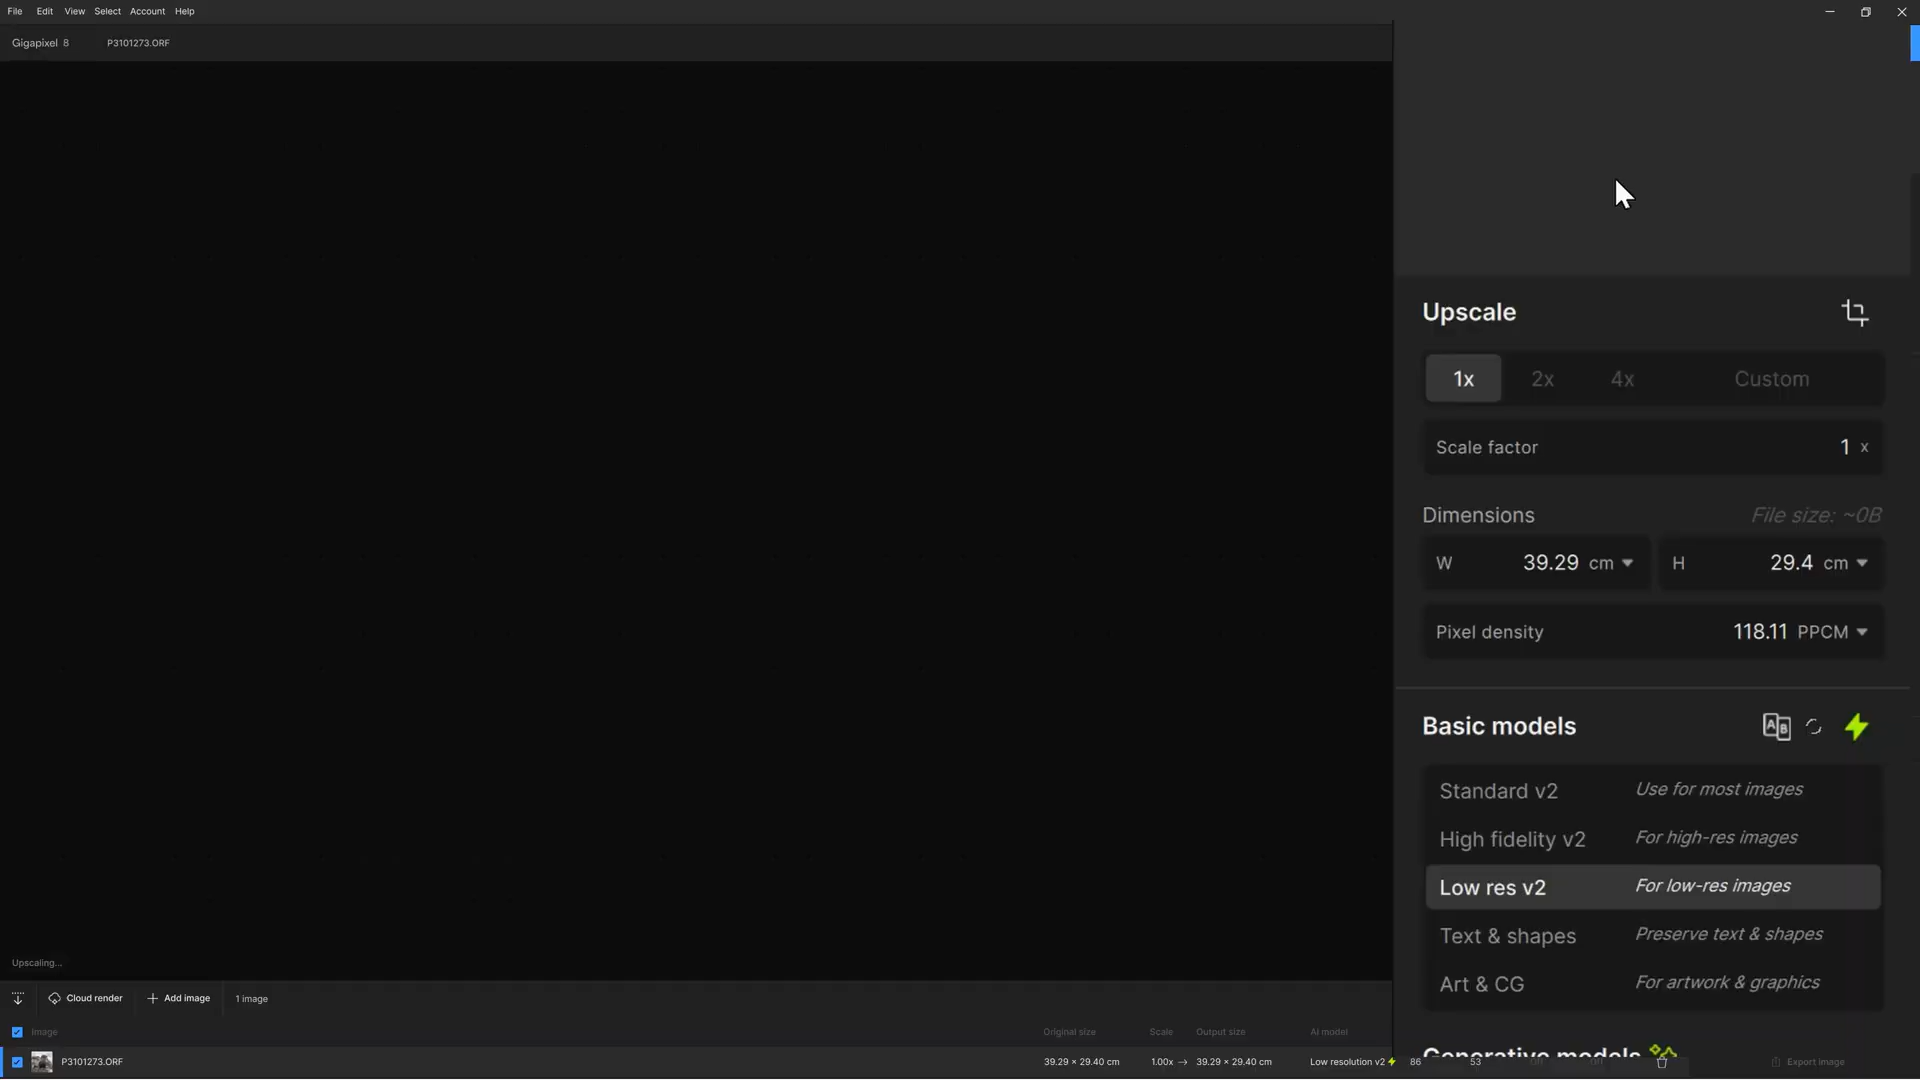 File Edit View Select Account Help
Gigapixel 8 P3101273.ORF
Upscale
1x 2x 4x Custom
Scale factor 1 x
Dimensions File size: ~0B
W 39.29 cm H 29.4 cm
Pixel density 118.11 PPCM
Basic models
Standard v2 Use for most images
High fidelity v2 For high-res images
Low res v2 For low-res images
Text & shapes Preserve text & shapes
Art & CG For artwork & graphics
Generative models
Upscaling...
Cloud render Add image 1 image
Image Original size Scale Output size AI model
P3101273.ORF 39.29 × 29.40 cm 1.00x → 39.29 × 29.40 cm Low resolution v2 86 53 Export image